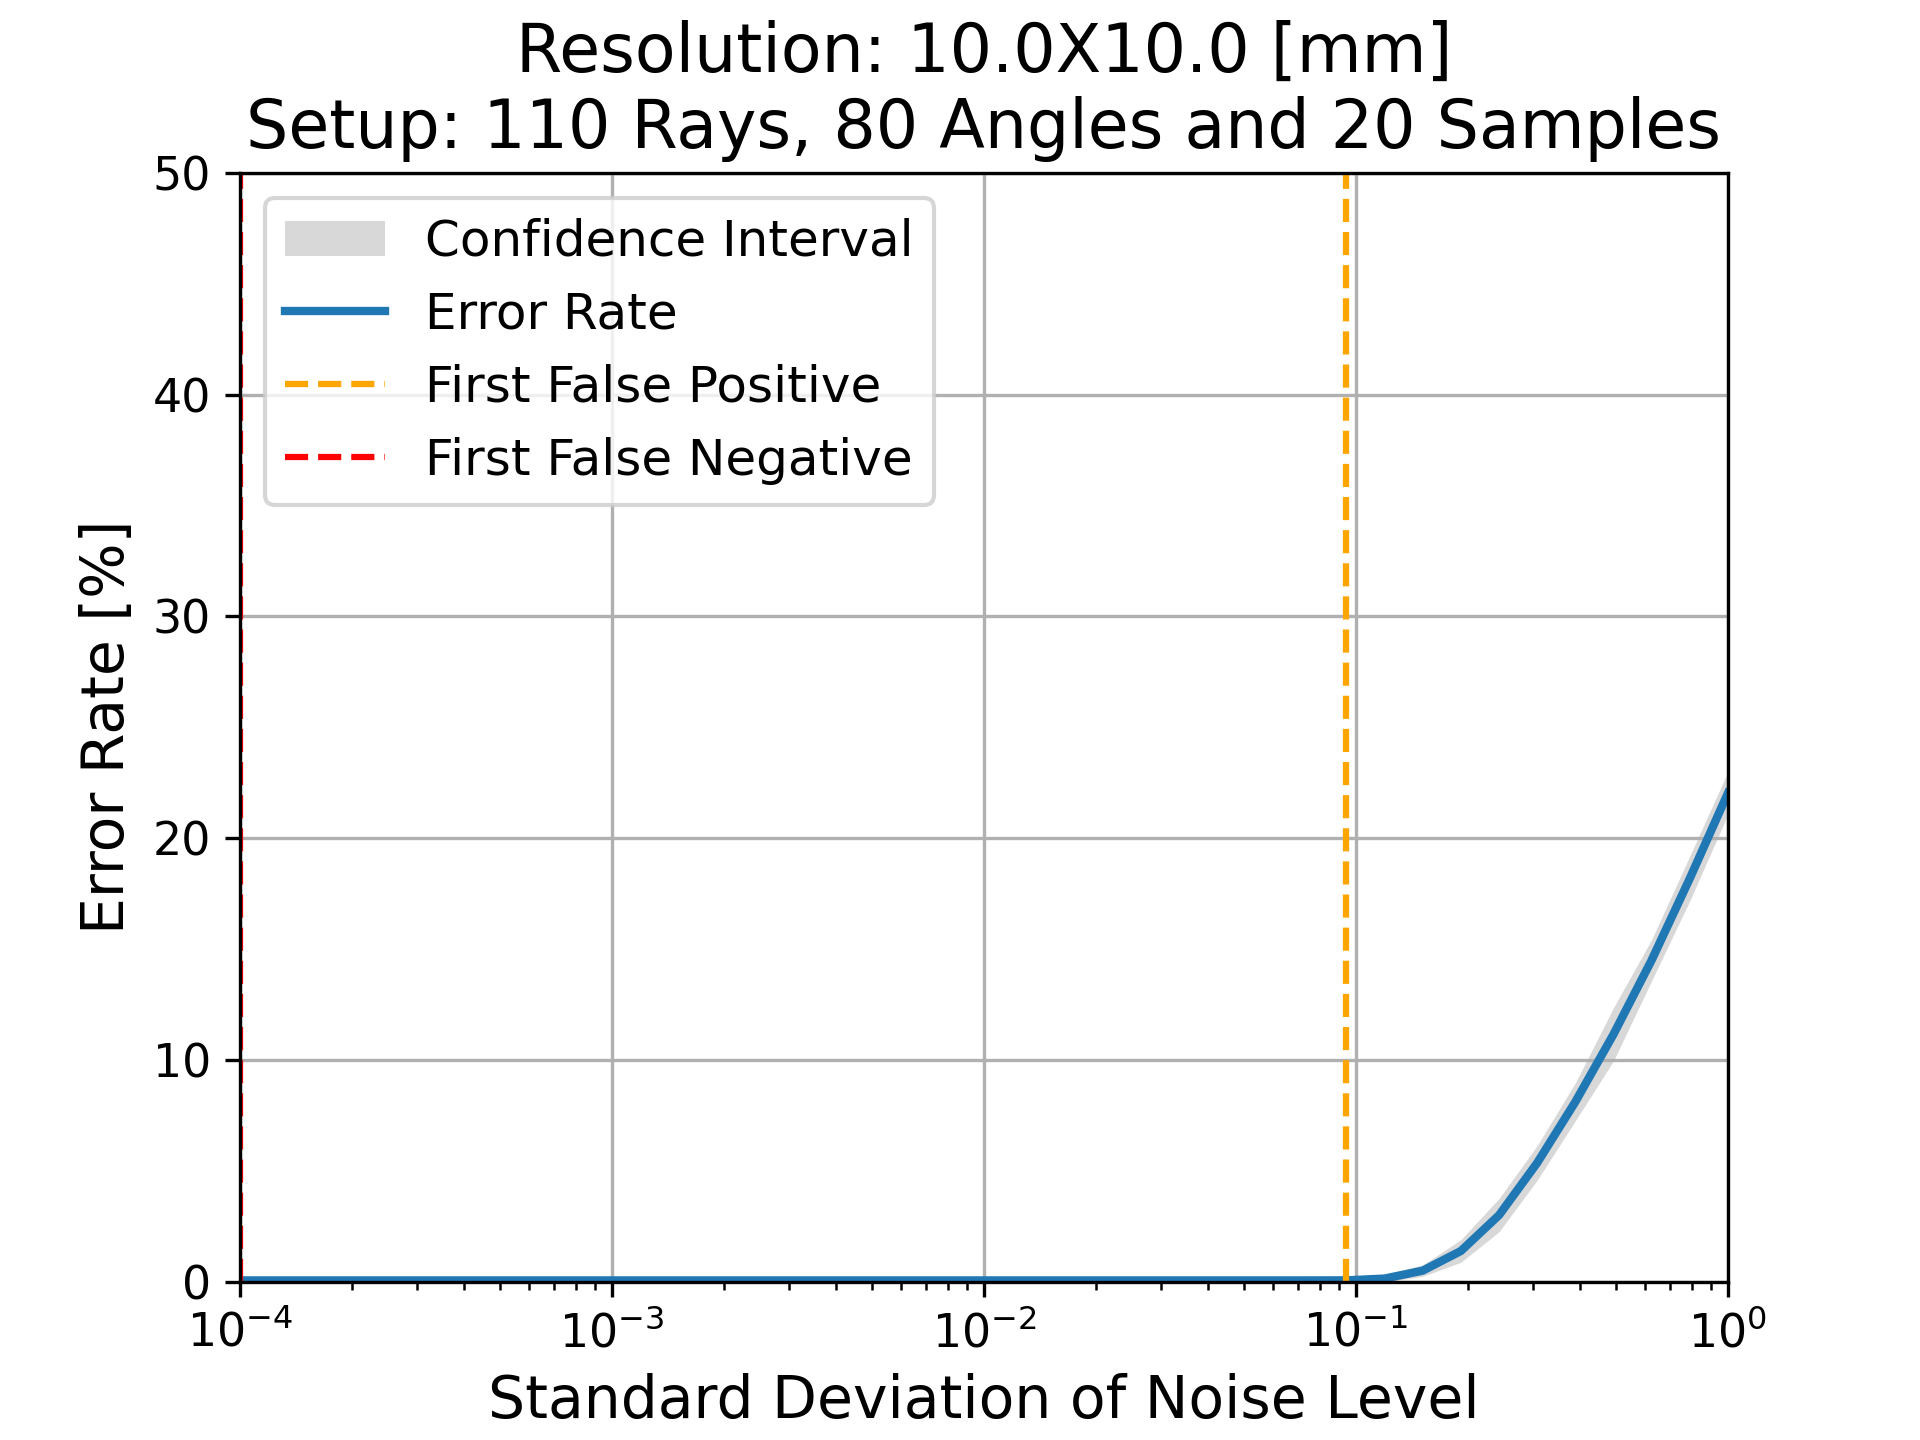 Resolution: 10.0X10.0 [mm]
Setup: 110 Rays, 80 Angles and 20 Samples
50
40
30
20
10
0
Error Rate [%]
Confidence Interval
Error Rate
First False Positive
First False Negative
10⁻⁴ 10⁻³ 10⁻² 10⁻¹ 10⁰
Standard Deviation of Noise Level